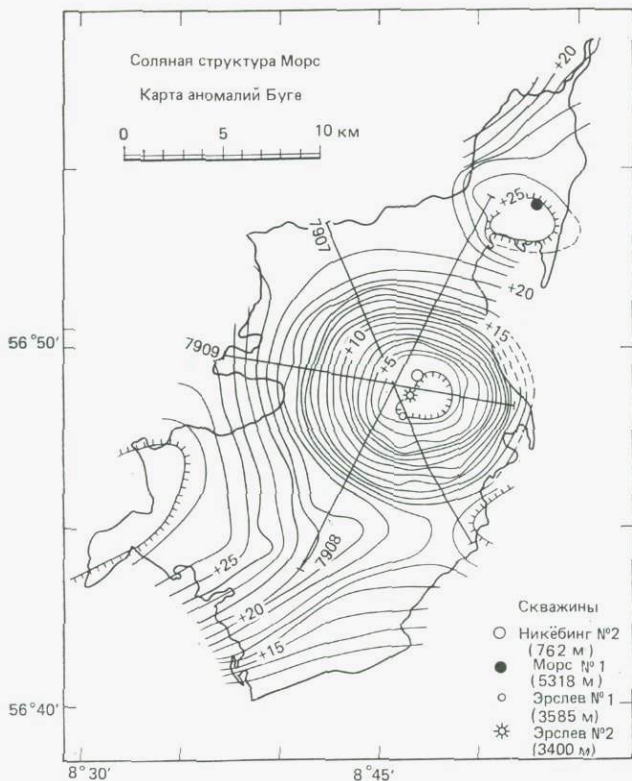 Соляная структура Морс
Карта аномалий Буге
0 5 10 км
+20
+25
7907
+20
56°50'
+15
+10
7909
+5
7908
+25
+20
+15
Скважины
Никёбинг №2
(762 м)
Морс №1
(5318 м)
Эрслев №1
(3585 м)
Эрслев №2
(3400 м)
56°40'
8°30' 8°45'